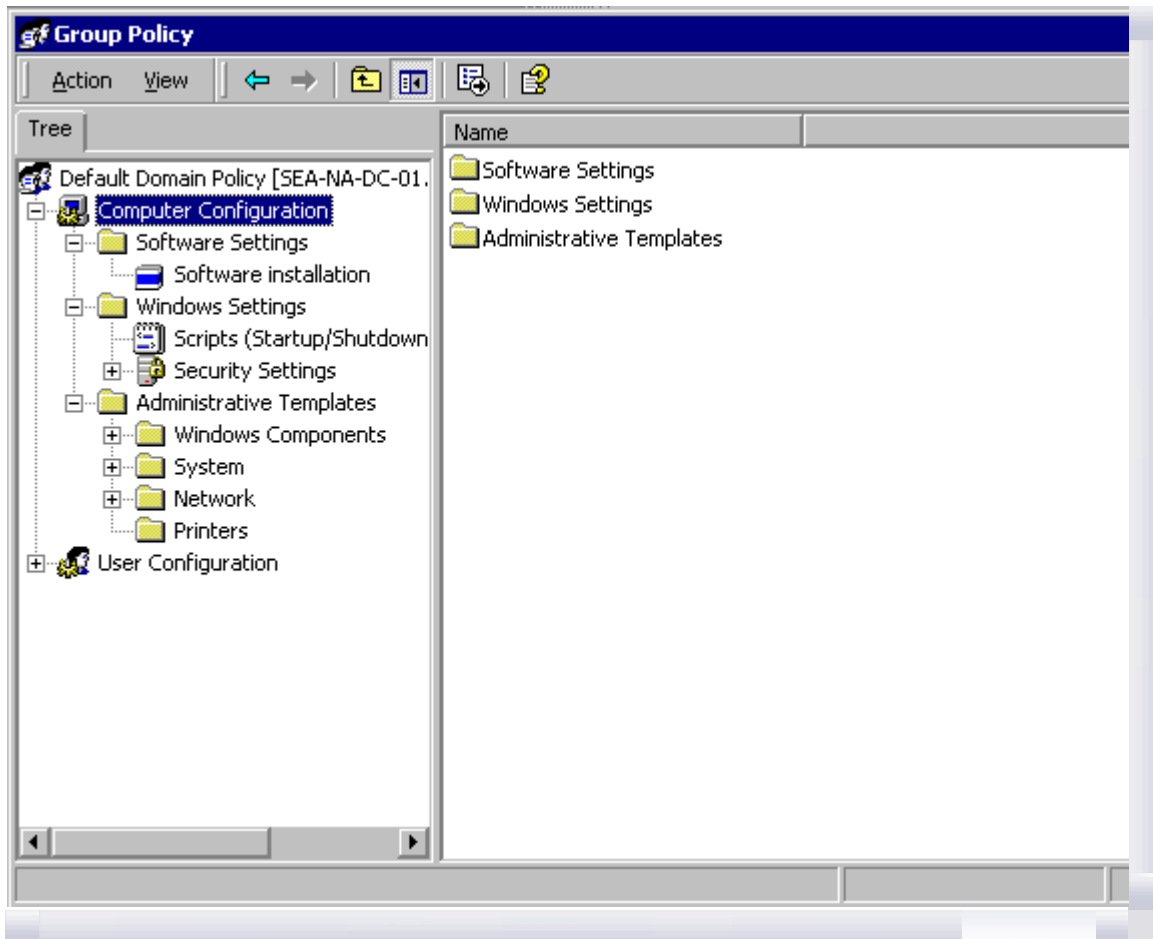 Group Policy
Action View
Tree
Name
Default Domain Policy [SEA-NA-DC-01.
Computer Configuration
Software Settings
Software installation
Windows Settings
Scripts (Startup/Shutdown
Security Settings
Administrative Templates
Windows Components
System
Network
Printers
User Configuration
Software Settings
Windows Settings
Administrative Templates